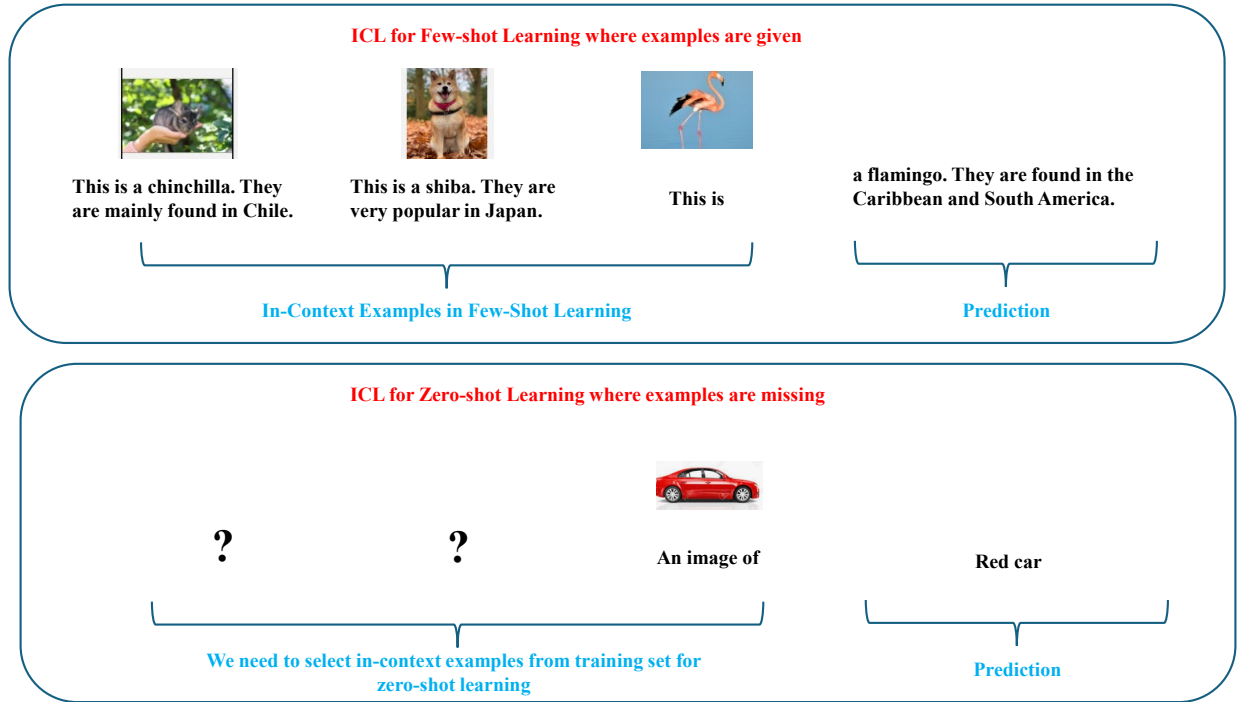 ICL for Few-shot Learning where examples are given
This is a chinchilla. They
are mainly found in Chile.
This is a shiba. They are
very popular in Japan.
This is
a flamingo. They are found in the
Caribbean and South America.
In-Context Examples in Few-Shot Learning
Prediction
ICL for Zero-shot Learning where examples are missing
?
?
An image of
Red car
We need to select in-context examples from training set for
zero-shot learning
Prediction